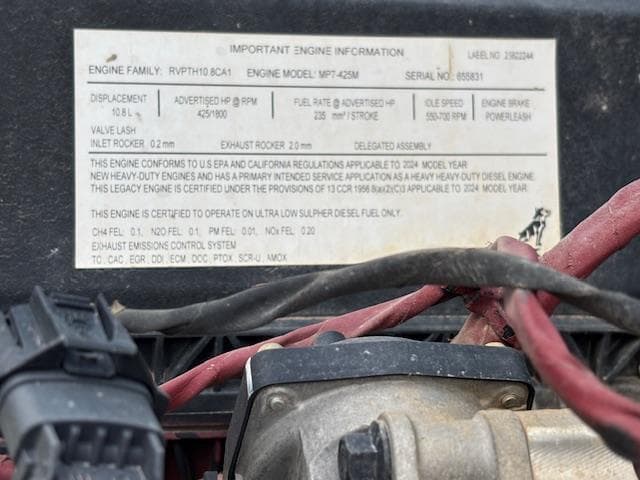 IMPORTANT ENGINE INFORMATION
LABEL NO. 23822244
ENGINE FAMILY: RVPTH10.8CA1 ENGINE MODEL: MP7-425M SERIAL NO.: 655831
DISPLACEMENT ADVERTISED HP @ RPM FUEL RATE @ ADVERTISED HP IDLE SPEED ENGINE BRAKE
10.8 L 425/1800 235 mm³ / STROKE 550-700 RPM POWERLEASH
VALVE LASH
INLET ROCKER 0.2 mm EXHAUST ROCKER 2.0 mm DELEGATED ASSEMBLY
THIS ENGINE CONFORMS TO U.S EPA AND CALIFORNIA REGULATIONS APPLICABLE TO 2024 MODEL YEAR
NEW HEAVY-DUTY ENGINES AND HAS A PRIMARY INTENDED SERVICE APPLICATION AS A HEAVY HEAVY-DUTY DIESEL ENGINE.
THIS LEGACY ENGINE IS CERTIFIED UNDER THE PROVISIONS OF 13 CCR 1956.8(a)(2)(C)3 APPLICABLE TO 2024 MODEL YEAR.
THIS ENGINE IS CERTIFIED TO OPERATE ON ULTRA LOW SULPHER DIESEL FUEL ONLY.
CH4 FEL: 0.1, N2O FEL: 0.1, PM FEL: 0.01, NOx FEL: 0.20
EXHAUST EMISSIONS CONTROL SYSTEM
TC , CAC , EGR , DDI , ECM , DOC , PTOX , SCR-U , AMOX